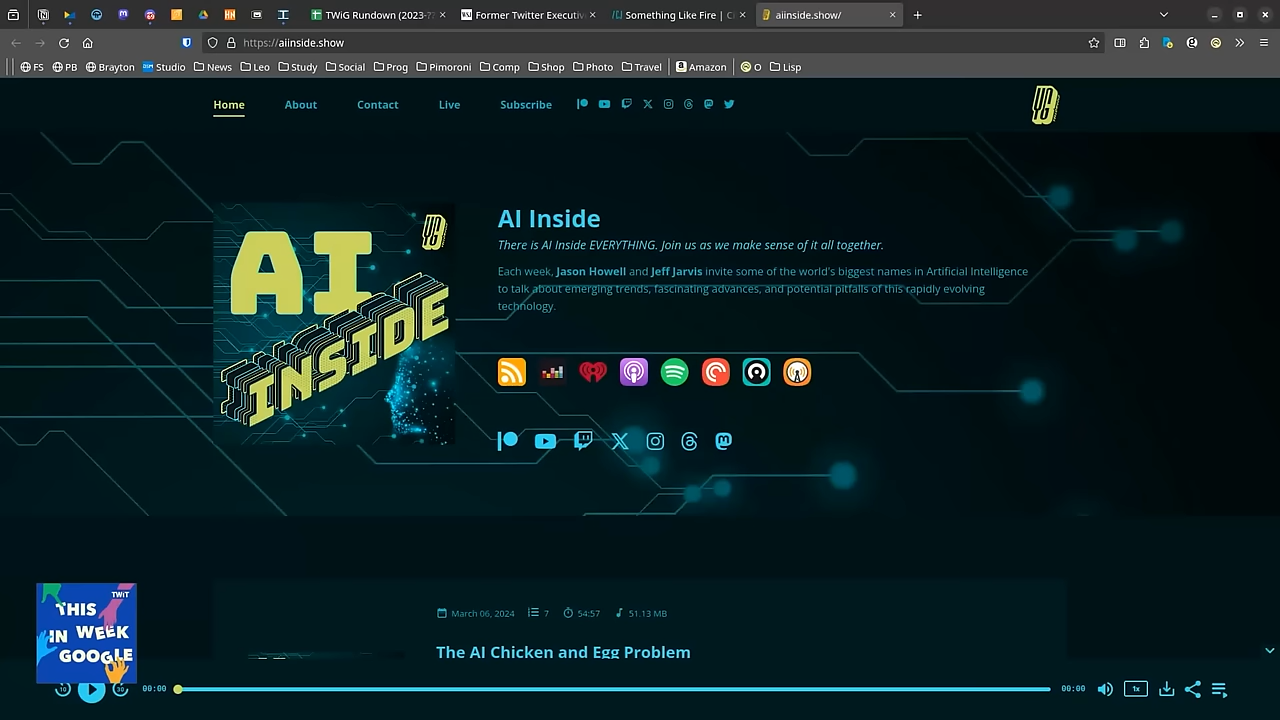 TWiG Rundown (2023-??
Former Twitter Executiv
Something Like Fire | Ci
aiinside.show/
https://aiinside.show
FS
PB
Brayton
DSM
Studio
News
Leo
Study
Social
Prog
Pimoroni
Comp
Shop
Photo
Travel
Amazon
O
Lisp
Home
About
Contact
Live
Subscribe
AI
INSIDE
AI Inside
There is AI Inside EVERYTHING. Join us as we make sense of it all together.
Each week, Jason Howell and Jeff Jarvis invite some of the world's biggest names in Artificial Intelligence
to talk about emerging trends, fascinating advances, and potential pitfalls of this rapidly evolving
technology.
March 06, 2024
7
54:57
51.13 MB
The AI Chicken and Egg Problem
TWiT
THIS
IN WEEK
GOOGLE
10
30
00:00
00:00
1x